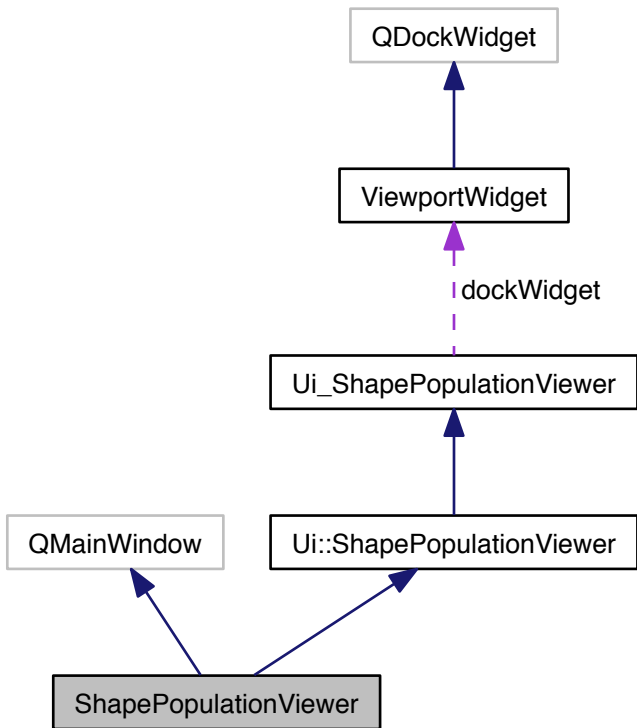 QDockWidget
ViewportWidget
dockWidget
Ui_ShapePopulationViewer
QMainWindow
Ui::ShapePopulationViewer
ShapePopulationViewer